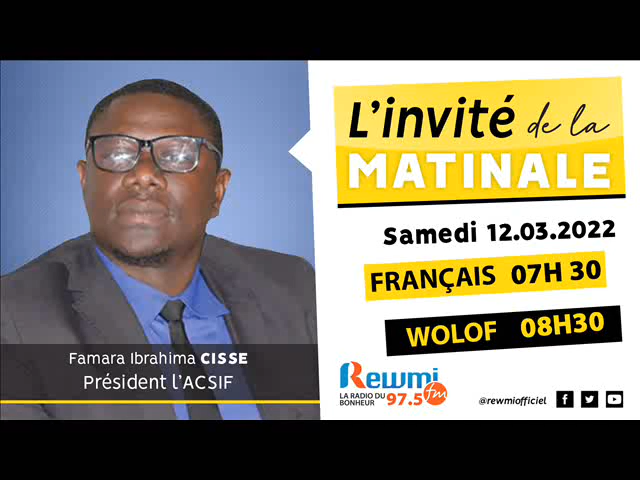 L'invité de la
MATINALE
Samedi 12.03.2022
FRANÇAIS 07H 30
WOLOF 08H30
Famara Ibrahima CISSE
Président l'ACSIF
Rewmi fm
LA RADIO DU
BONHEUR 97.5
@rewmiofficiel